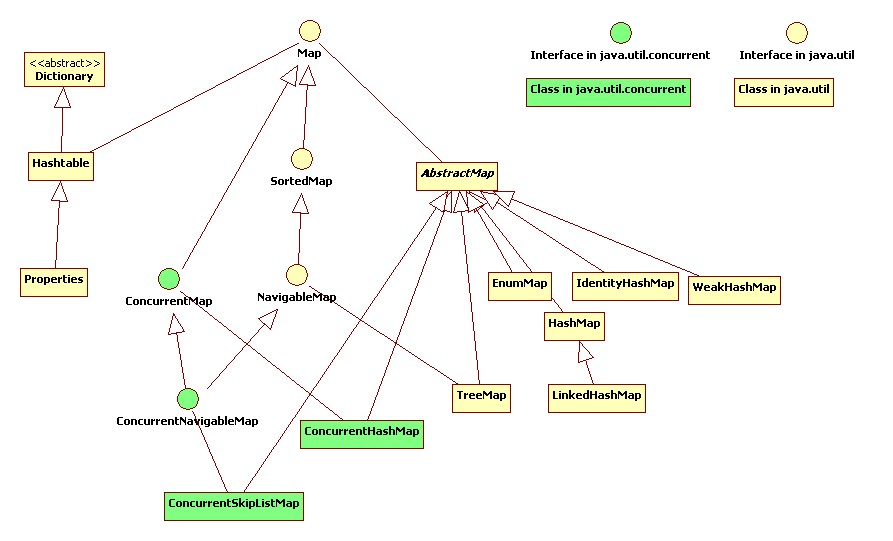 Map
Interface in java.util.concurrent
Interface in java.util
<<abstract>>
Dictionary
Class in java.util.concurrent
Class in java.util
Hashtable
SortedMap
AbstractMap
Properties
ConcurrentMap
NavigableMap
EnumMap
IdentityHashMap
WeakHashMap
HashMap
TreeMap
LinkedHashMap
ConcurrentNavigableMap
ConcurrentHashMap
ConcurrentSkipListMap